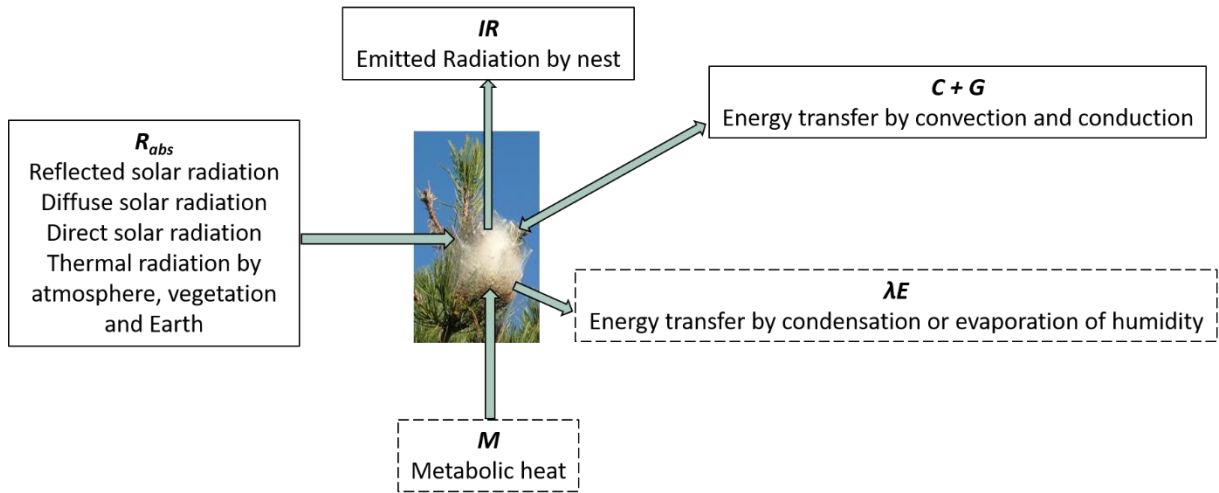 IR
Emitted Radiation by nest
C + G
Energy transfer by convection and conduction
R_abs
Reflected solar radiation
Diffuse solar radiation
Direct solar radiation
Thermal radiation by
atmosphere, vegetation
and Earth
λE
Energy transfer by condensation or evaporation of humidity
M
Metabolic heat